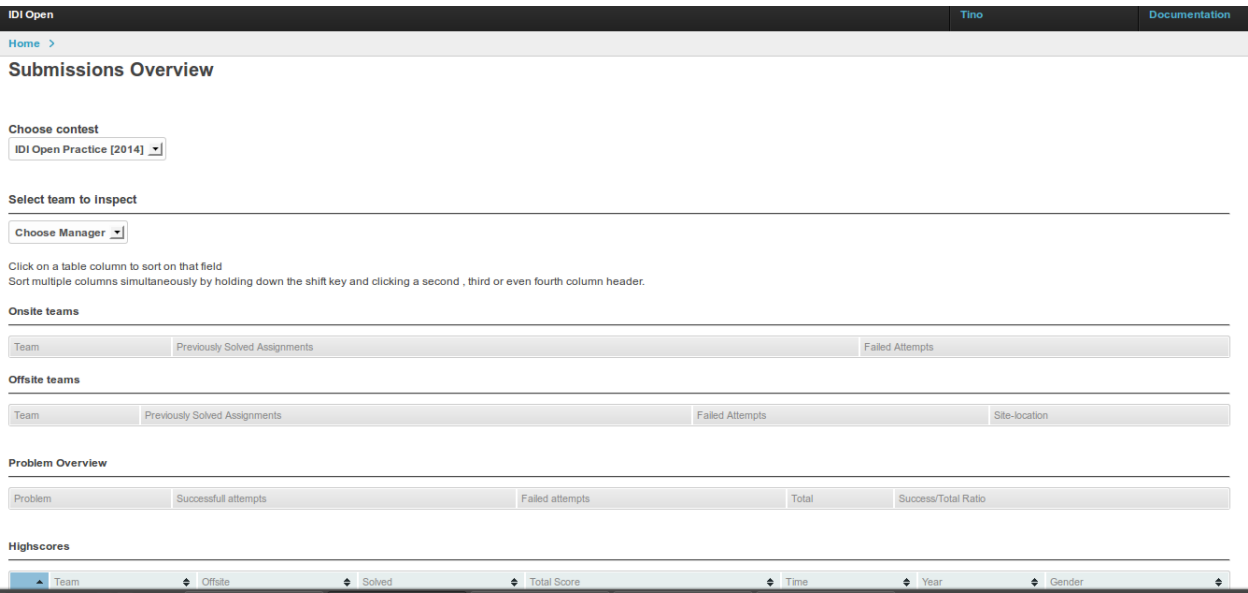 IDI Open Tino Documentation
Home >
Submissions Overview
Choose contest
IDI Open Practice [2014]
Select team to inspect
Choose Manager
Click on a table column to sort on that field
Sort multiple columns simultaneously by holding down the shift key and clicking a second , third or even fourth column header.
Onsite teams
Team Previously Solved Assignments Failed Attempts
Offsite teams
Team Previously Solved Assignments Failed Attempts Site-location
Problem Overview
Problem Successfull attempts Failed attempts Total Success/Total Ratio
Highscores
Team Offsite Solved Total Score Time Year Gender